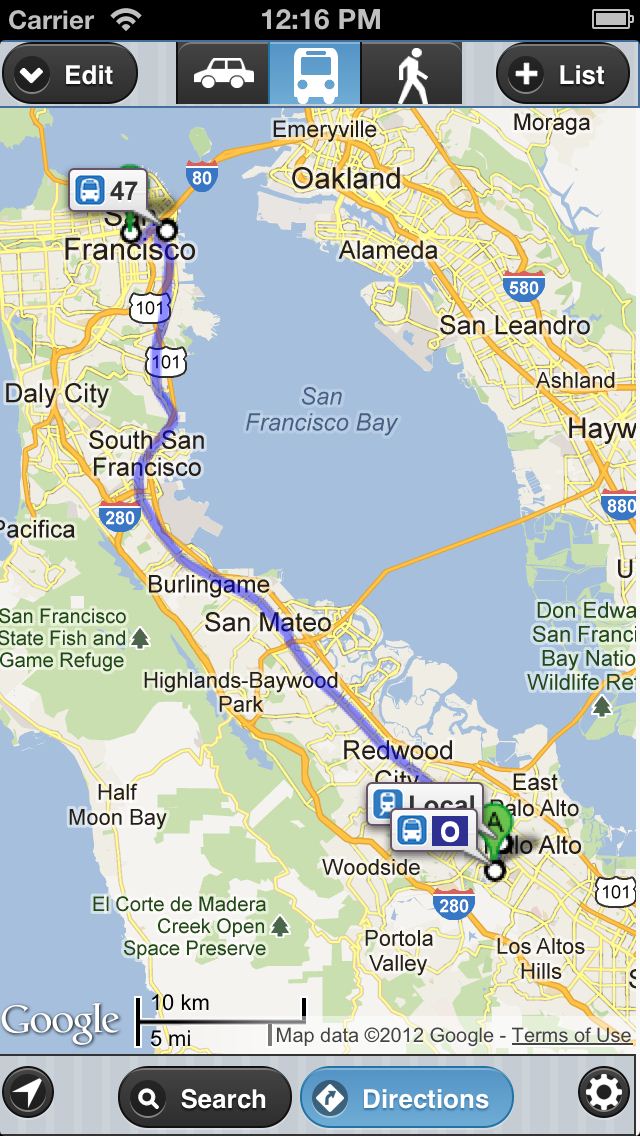 Carrier 12:16 PM
Edit
List
Emeryville
Moraga
80
Oakland
47
San
Francisco
Alameda
580
101
San Leandro
101
Ashland
Daly City
San
Francisco Bay
Hayw
South San
Francisco
880
280
Pacifica
U
Burlingame
San Francisco
State Fish and
Game Refuge
San Mateo
Don Edwa
San Franci
Bay Natio
Wildlife Ref
Highlands-Baywood
Park
Redwood
City
Half
Moon Bay
East
Palo Alto
Local
A
O
Palo Alto
Woodside
101
280
El Corte de Madera
Creek Open
Space Preserve
Portola
Valley
Los Altos
Hills
S
Google
10 km
5 mi
Map data ©2012 Google - Terms of Use
Search
Directions